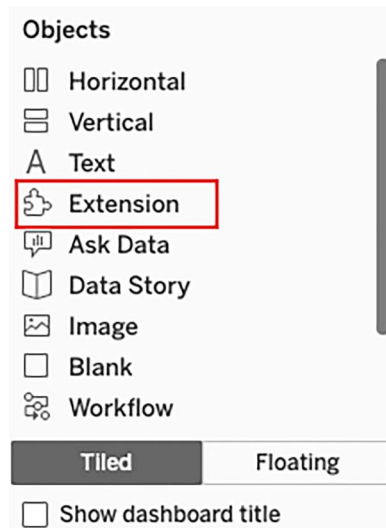 Objects
Horizontal
Vertical
Text
Extension
Ask Data
Data Story
Image
Blank
Workflow
Tiled Floating
Show dashboard title